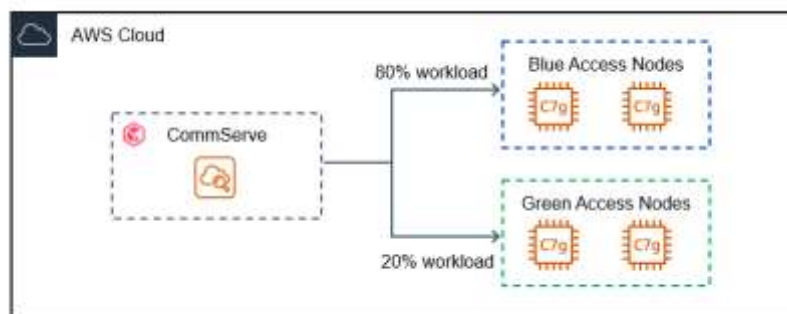 AWS Cloud
80% workload
Blue Access Nodes
C7g
C7g
CommServe
Green Access Nodes
C7g
C7g
20% workload